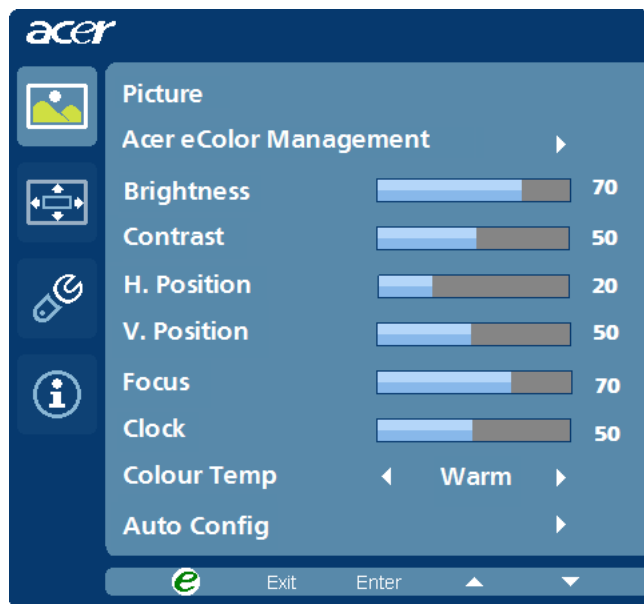 acer
Picture
Acer eColor Management
Brightness 70
Contrast 50
H. Position 20
V. Position 50
Focus 70
Clock 50
Colour Temp Warm
Auto Config
e Exit Enter